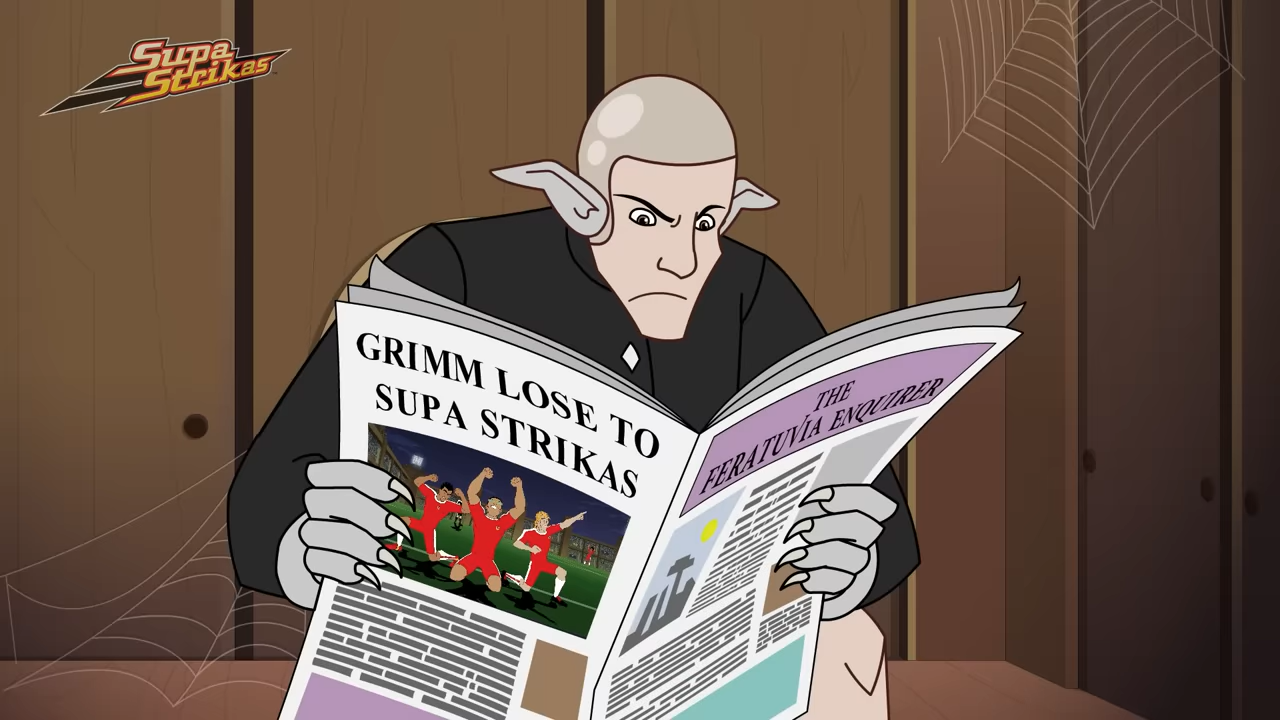 Supa
Strikas
GRIMM LOSE TO
SUPA STRIKAS
THE
FERATUVIA ENQUIRER